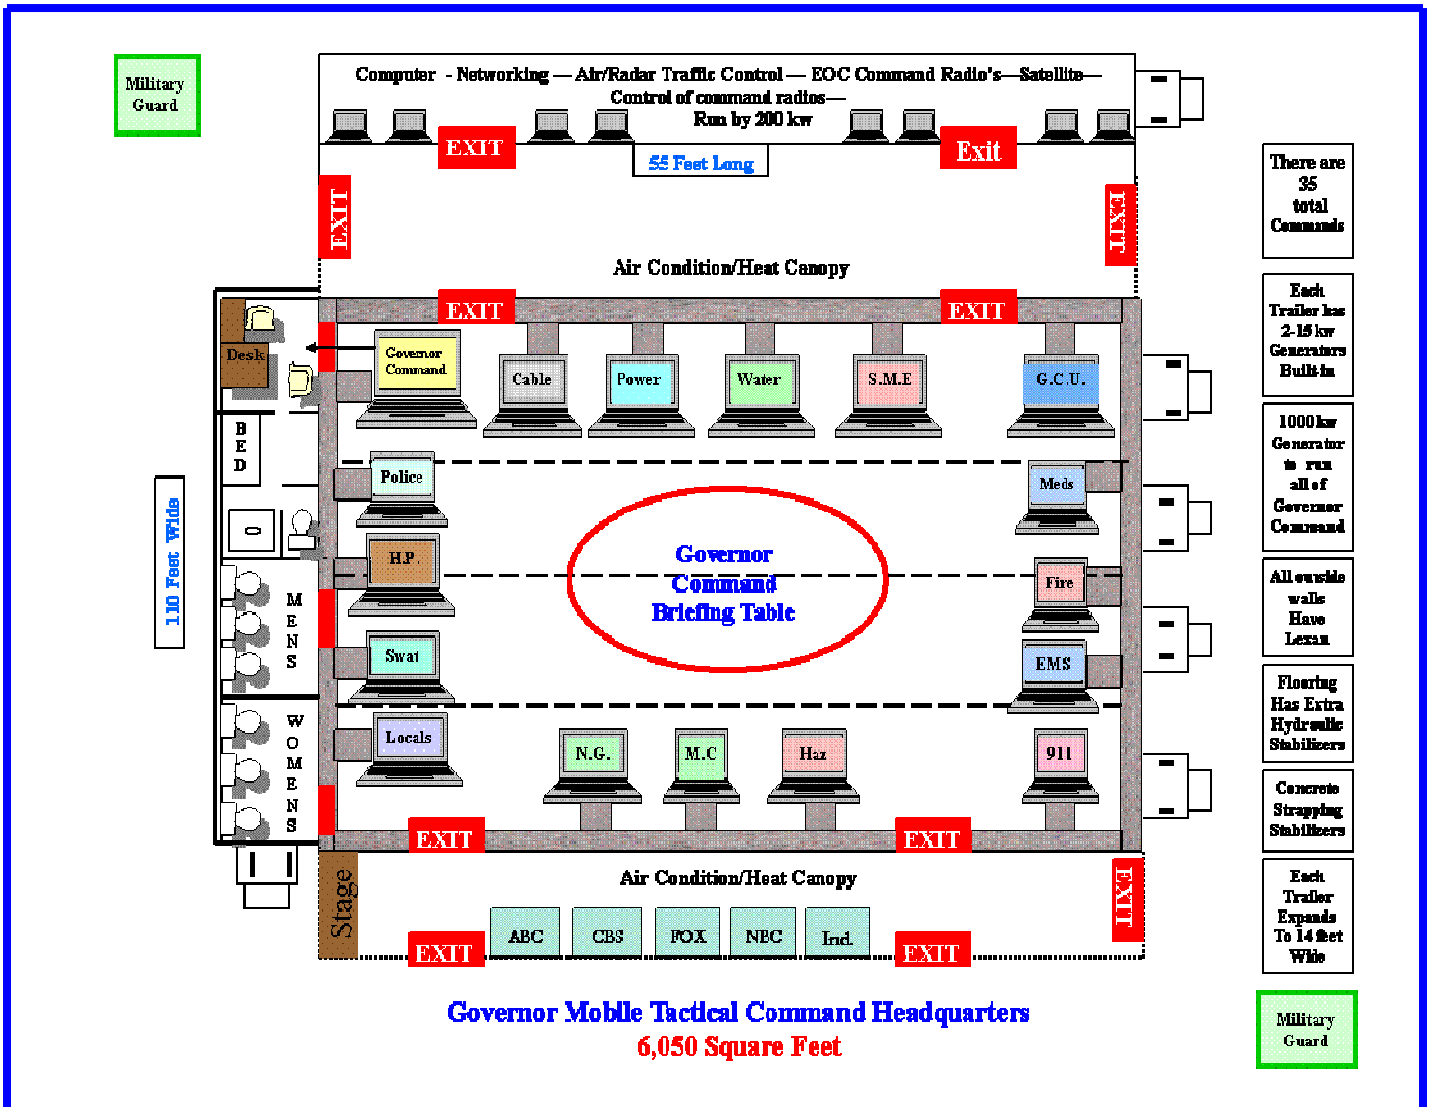 Military
Guard
Computer - Networking — Air/Radar Traffic Control — EOC Command Radio's—Satellite—
Control of command radios—
Run by 200 kw
EXIT
Exit
55 Feet Long
EXIT
EXIT
Air Condition/Heat Canopy
EXIT
EXIT
Desk
Governor
Command
Cable
Power
Water
S.M.E
G.C.U.
BED
Police
Meds
110 Feet Wide
H.P.
Governor
Command
Briefing Table
Fire
MENS
Swat
EMS
WOMENS
Locals
N.G.
M.C
Haz
911
EXIT
EXIT
Stage
Air Condition/Heat Canopy
EXIT
ABC
CBS
FOX
NBC
Ind.
EXIT
EXIT
There are
35
total
Commands
Each
Trailer has
2-15 kw
Generators
Built-in
1000 kw
Generator
to run
all of
Governor
Command
All outside
walls
Have
Lexan
Flooring
Has Extra
Hydraulic
Stabilizers
Concrete
Strapping
Stabilizers
Each
Trailer
Expands
To 14 feet
Wide
Governor Mobile Tactical Command Headquarters
6,050 Square Feet
Military
Guard